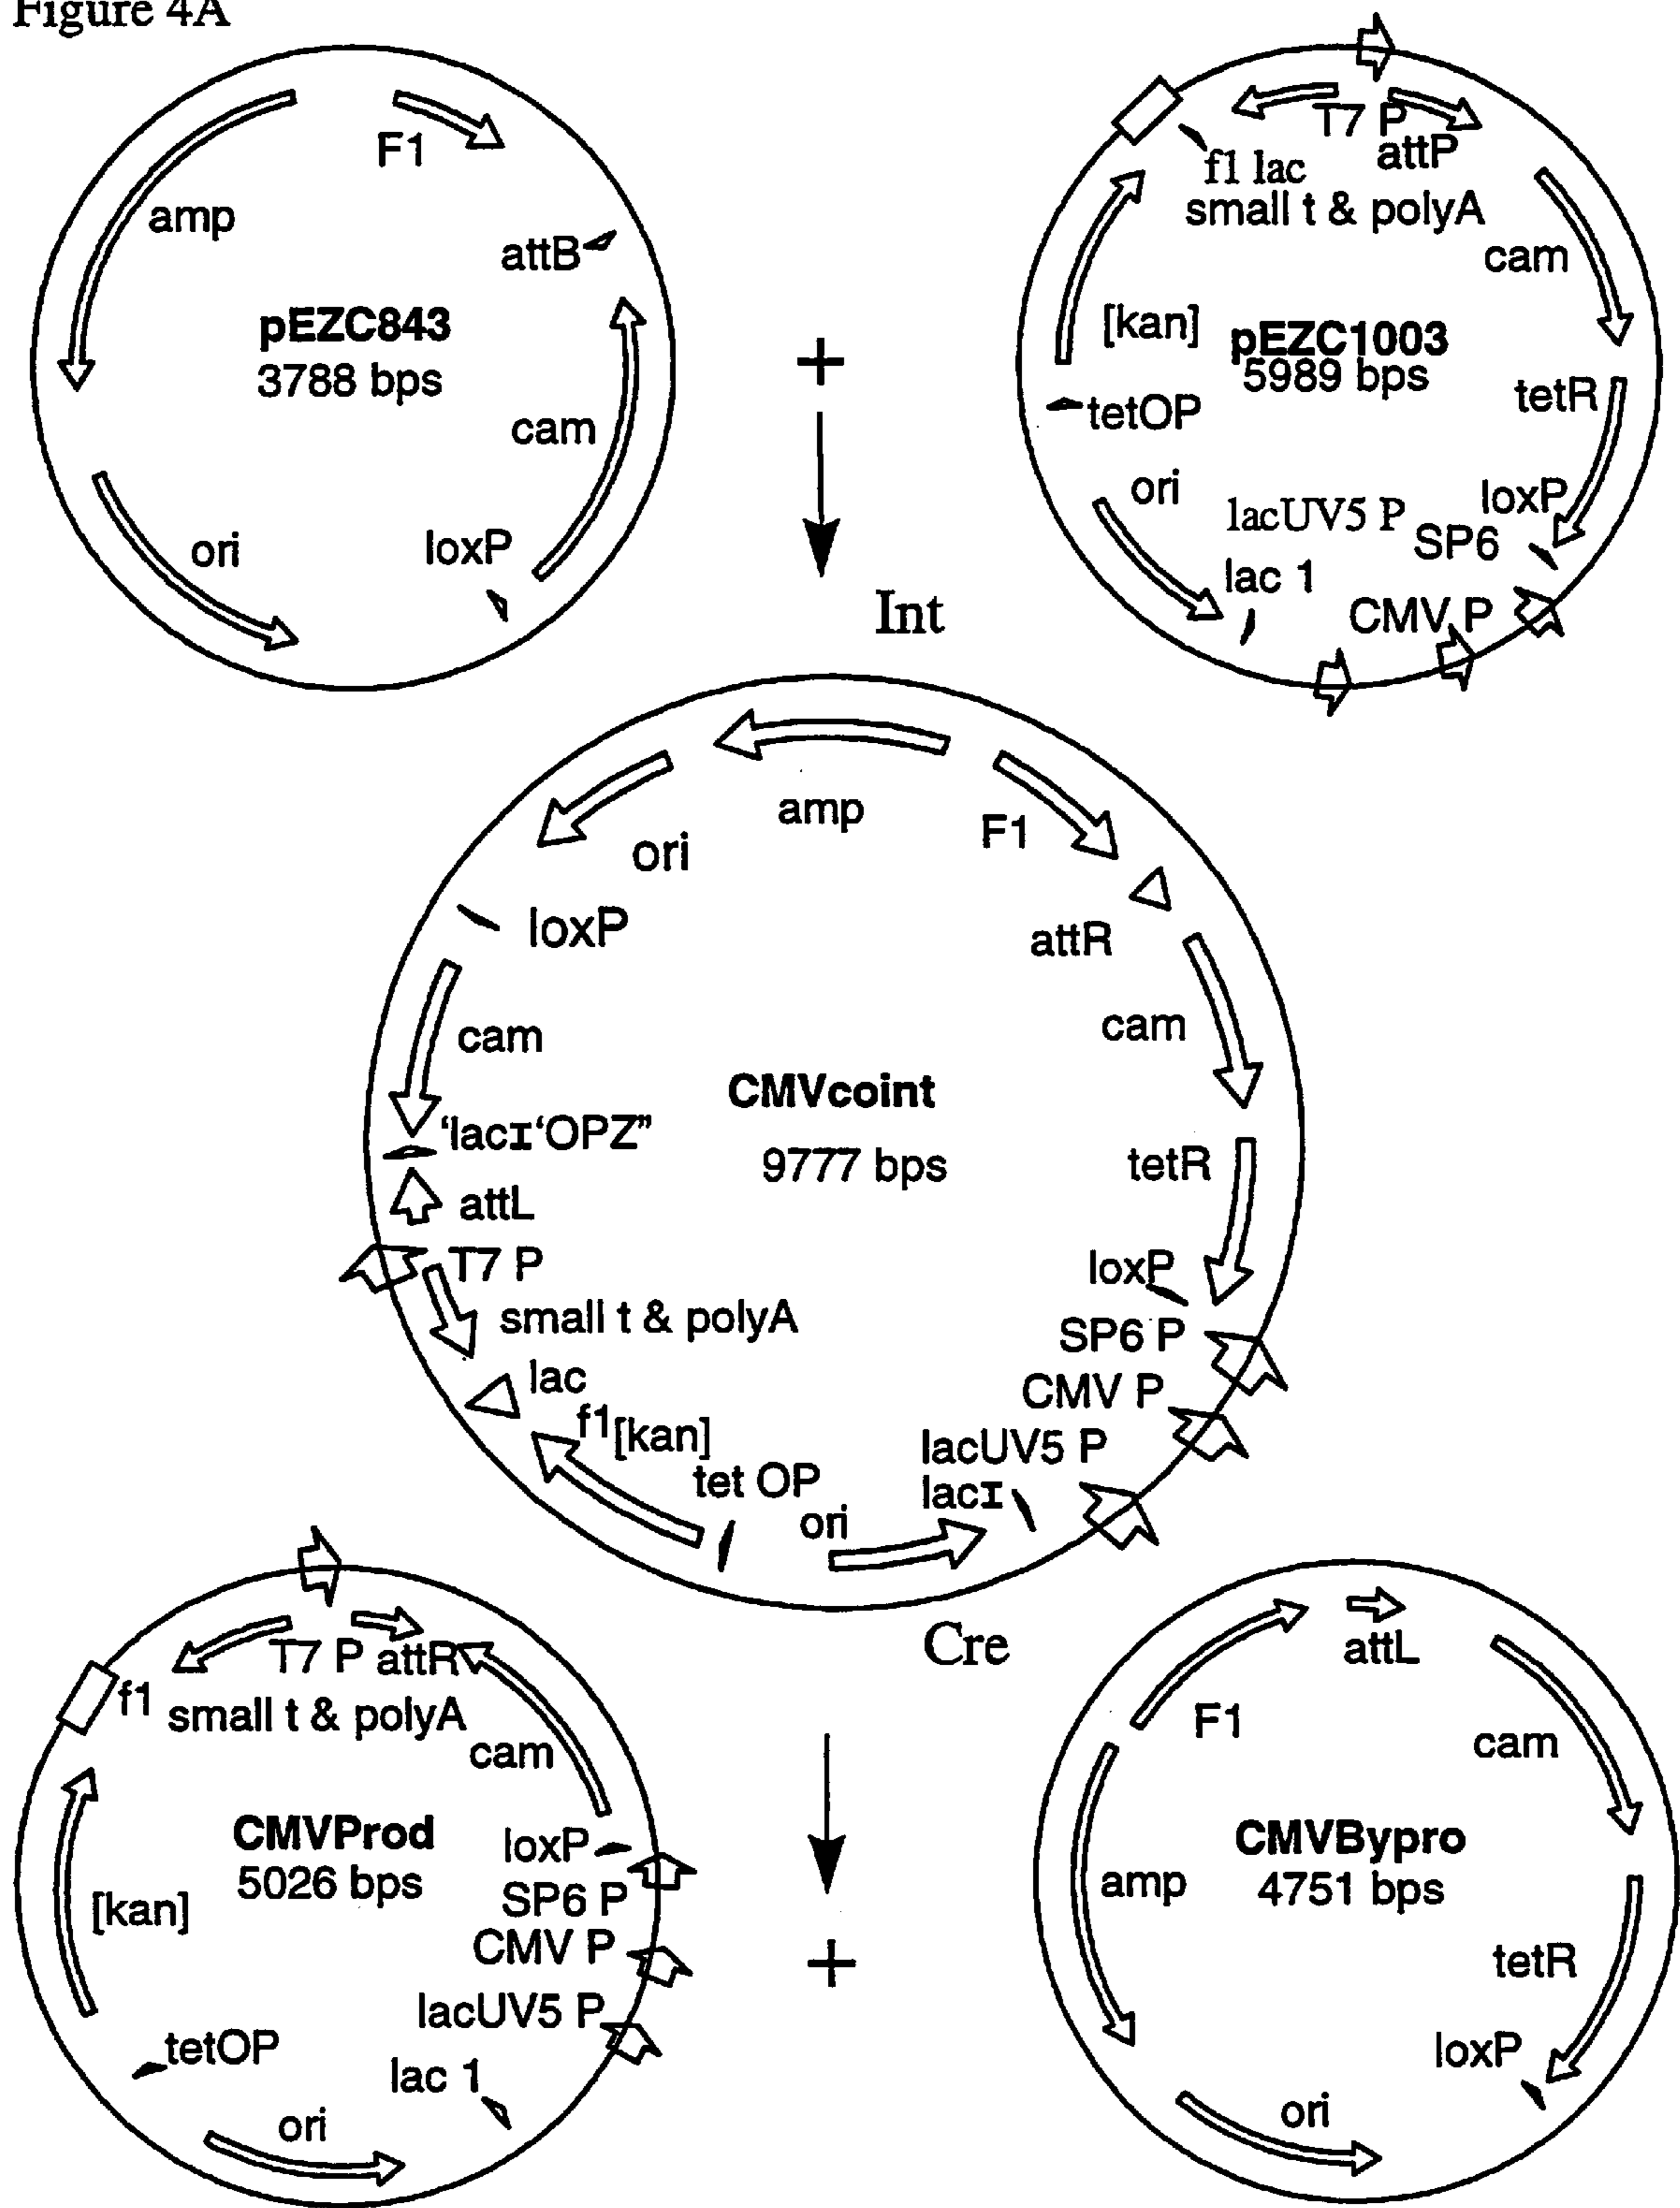 Figure 4A
F1
amp
attB
pEZC843
3788 bps
cam
loxP
ori
+
Int
T7 P
attP
f1 lac
small t & polyA
cam
[kan]
pEZC1003
5989 bps
tetR
tetOP
ori
loxP
lacUV5 P
SP6
lac 1
CMV P
amp
F1
ori
loxP
attR
cam
cam
CMVcoint
9777 bps
'lacI'OPZ"
tetR
attL
T7 P
loxP
small t & polyA
SP6 P
lac
CMV P
f1
[kan]
lacUV5 P
tet OP
lacI
ori
Cre
T7 P
attR
f1
small t & polyA
cam
CMVProd
5026 bps
loxP
[kan]
SP6 P
CMV P
lacUV5 P
tetOP
lac 1
ori
+
attL
F1
cam
CMVBypro
4751 bps
amp
tetR
loxP
ori